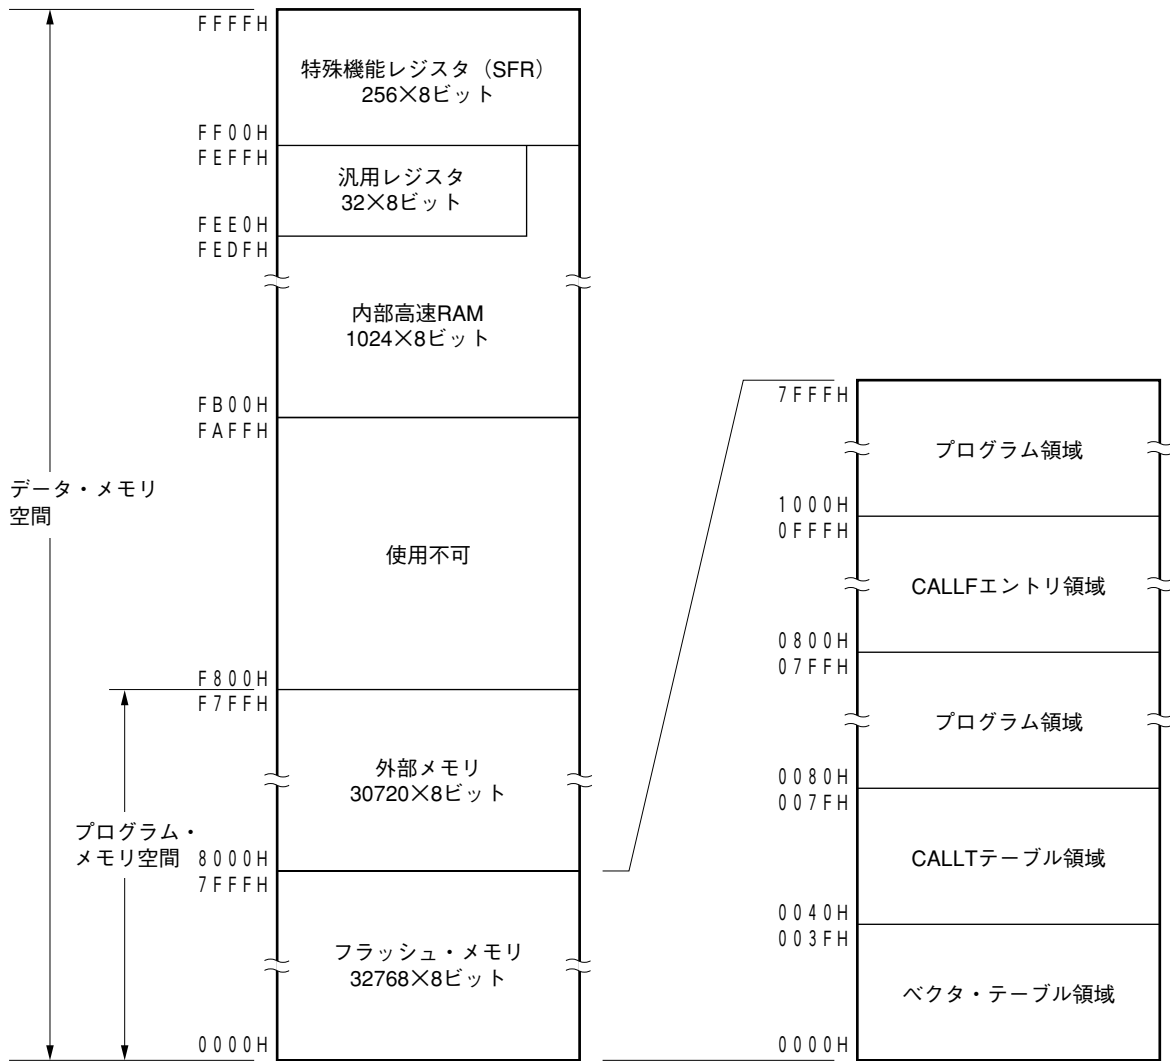 FFFFH
特殊機能レジスタ（SFR）
256×8ビット
FF00H
FEFFH
汎用レジスタ
32×8ビット
FEE0H
FEDFH
内部高速RAM
1024×8ビット
FB00H
FAFFH
データ・メモリ
空間
使用不可
F800H
F7FFH
外部メモリ
30720×8ビット
プログラム・
メモリ空間
8000H
7FFFH
フラッシュ・メモリ
32768×8ビット
0000H
7FFFH
プログラム領域
1000H
0FFFH
CALLFエントリ領域
0800H
07FFH
プログラム領域
0080H
007FH
CALLTテーブル領域
0040H
003FH
ベクタ・テーブル領域
0000H